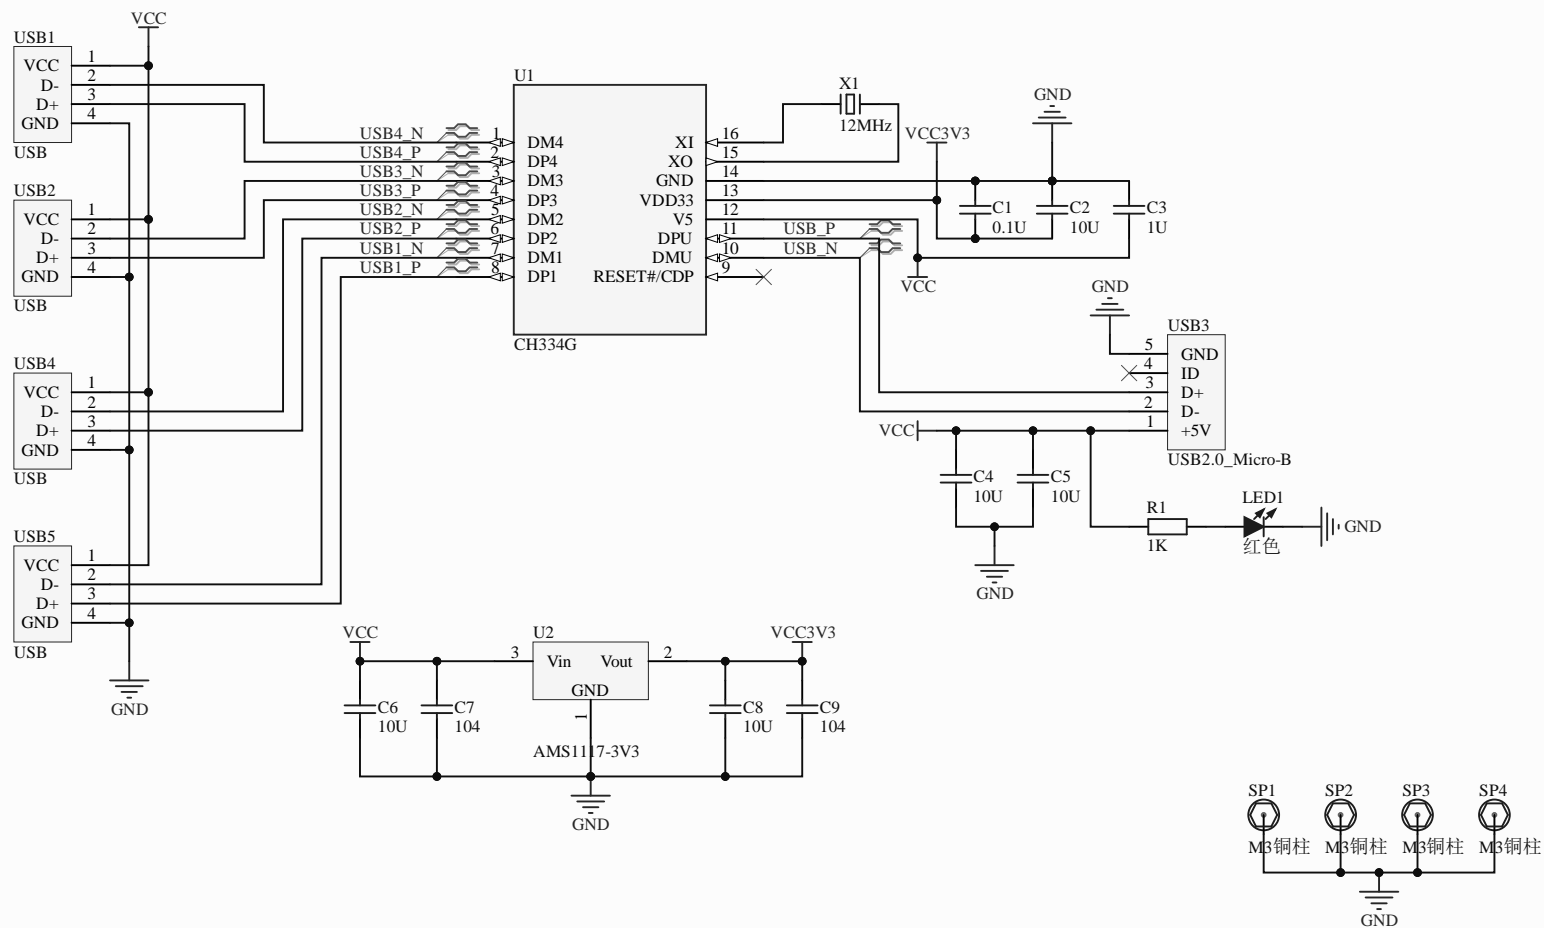 VCC
USB1
VCC 1
D- 2
D+ 3
GND 4
USB
USB2
VCC 1
D- 2
D+ 3
GND 4
USB
USB4
VCC 1
D- 2
D+ 3
GND 4
USB
USB5
VCC 1
D- 2
D+ 3
GND 4
USB
GND
U1
USB4_N 1 DM4
USB4_P 2 DP4
USB3_N 3 DM3
USB3_P 4 DP3
USB2_N 5 DM2
USB2_P 6 DP2
USB1_N 7 DM1
USB1_P 8 DP1
XI 16
XO 15
GND 14
VDD33 13
V5 12
DPU 11 USB_P
DMU 10 USB_N
RESET#/CDP 9
CH334G
X1
12MHz
VCC3V3
GND
C1
0.1U
C2
10U
C3
1U
VCC
GND
USB3
5 GND
4 ID
3 D+
2 D-
1 +5V
USB2.0_Micro-B
VCC
C4
10U
C5
10U
GND
R1
1K
LED1
红色
GND
VCC
U2
VCC3V3
3 Vin Vout 2
GND
1
C6
10U
C7
104
C8
10U
C9
104
AMS1117-3V3
GND
SP1 SP2 SP3 SP4
M3铜柱 M3铜柱 M3铜柱 M3铜柱
GND